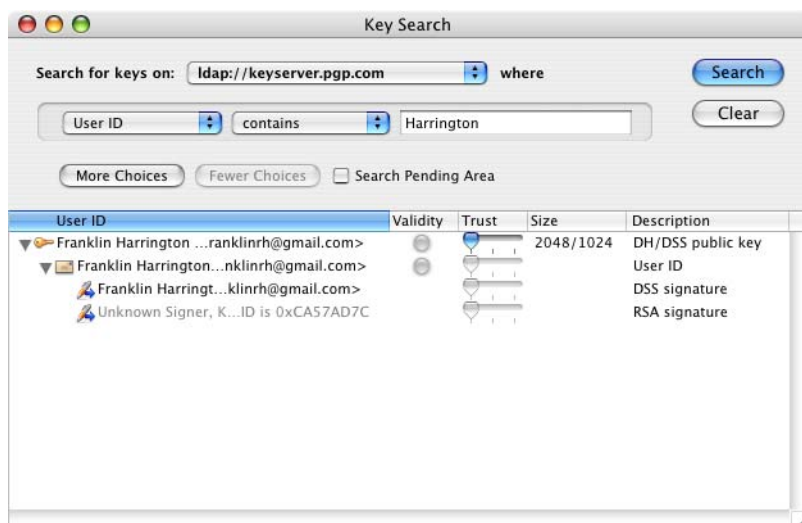 Key Search
Search for keys on: ldap://keyserver.pgp.com where Search
User ID contains Harrington Clear
More Choices Fewer Choices Search Pending Area
User ID Validity Trust Size Description
Franklin Harrington ...ranklinrh@gmail.com> 2048/1024 DH/DSS public key
Franklin Harrington...nklinrh@gmail.com> User ID
Franklin Harringt...klinrh@gmail.com> DSS signature
Unknown Signer, K...ID is 0xCA57AD7C RSA signature